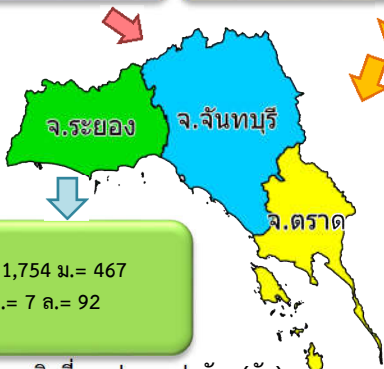 จ.ระยอง
จ.จันทบุรี
จ.ตราด
1,754 ม.= 467
.= 7 ล.= 92